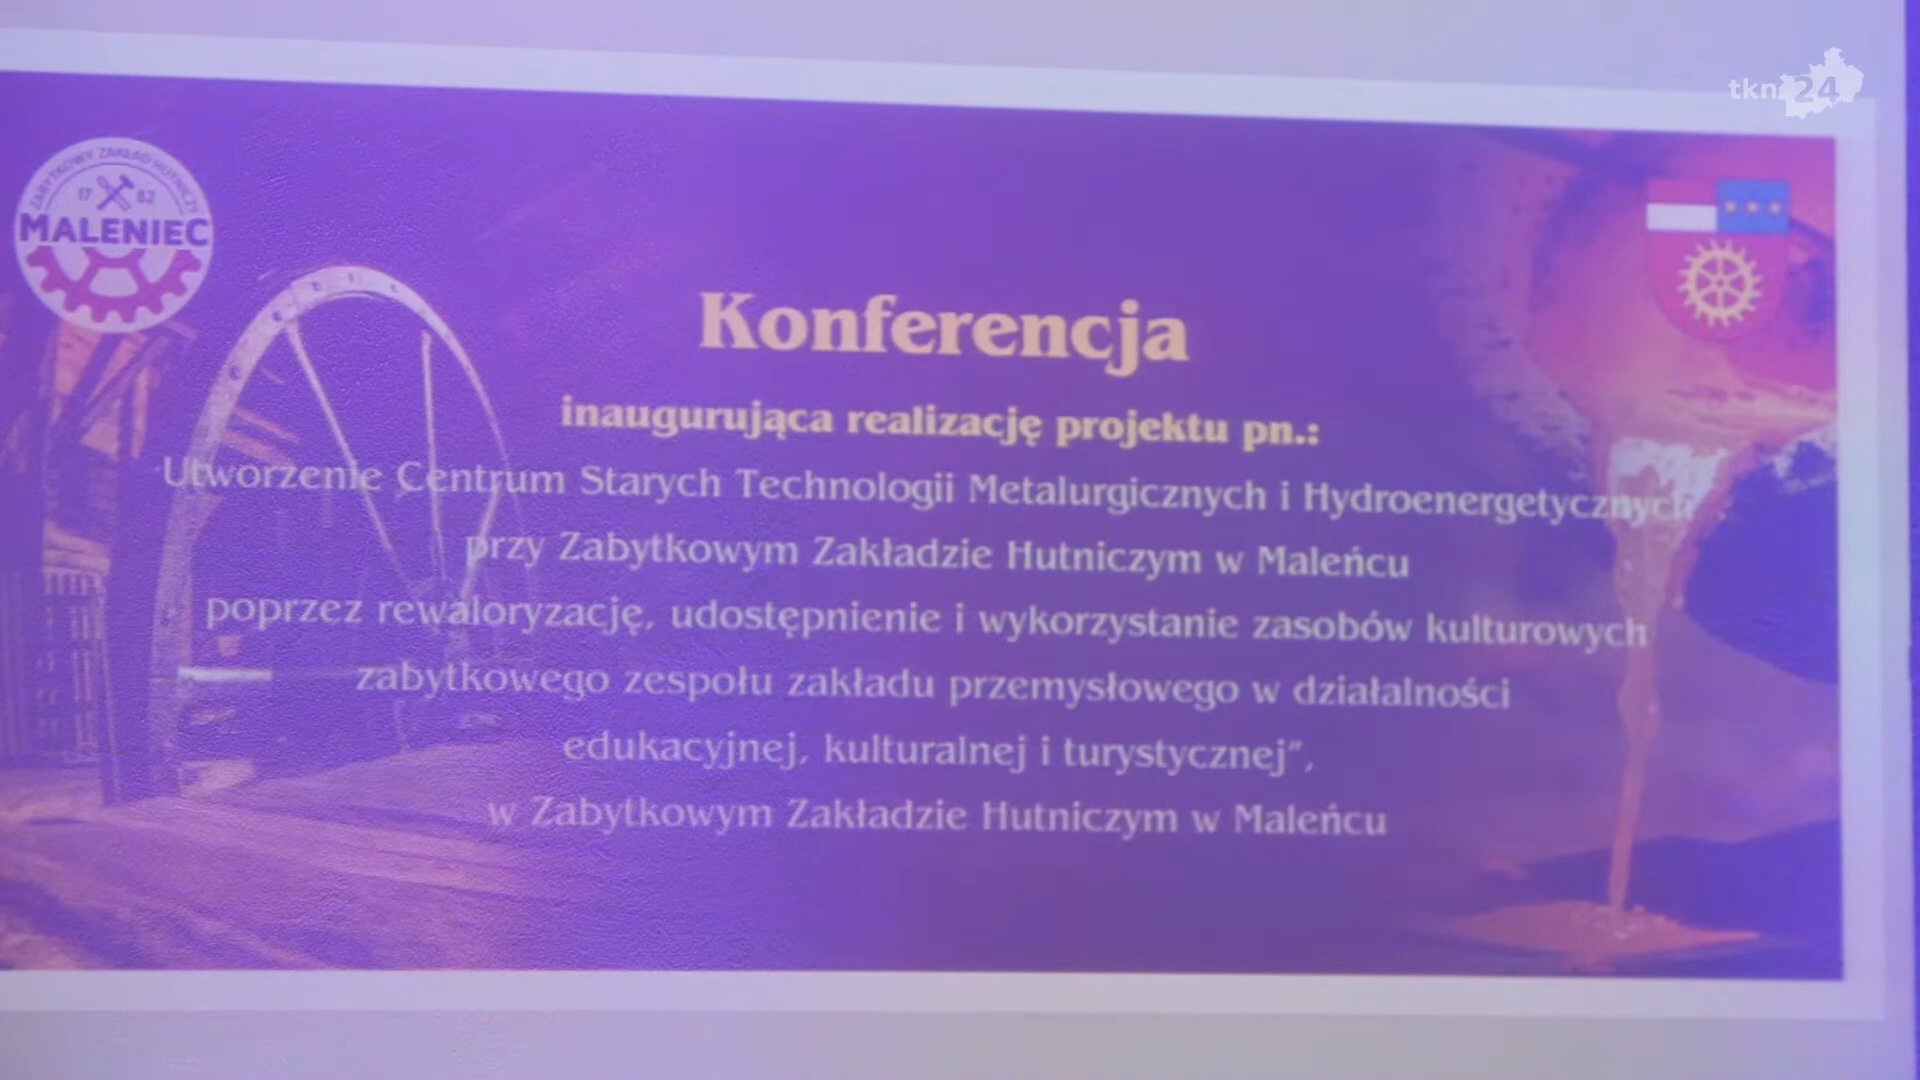 tkn24
ZABYTKOWY ZAKŁAD HUTNICZY
17 82
MALENIEC
Konferencja
inaugurująca realizację projektu pn.:
Utworzenie Centrum Starych Technologii Metalurgicznych i Hydroenergetycznych
przy Zabytkowym Zakładzie Hutniczym w Maleńcu
poprzez rewaloryzację, udostępnienie i wykorzystanie zasobów kulturowych
zabytkowego zespołu zakładu przemysłowego w działalności
edukacyjnej, kulturalnej i turystycznej”,
w Zabytkowym Zakładzie Hutniczym w Maleńcu